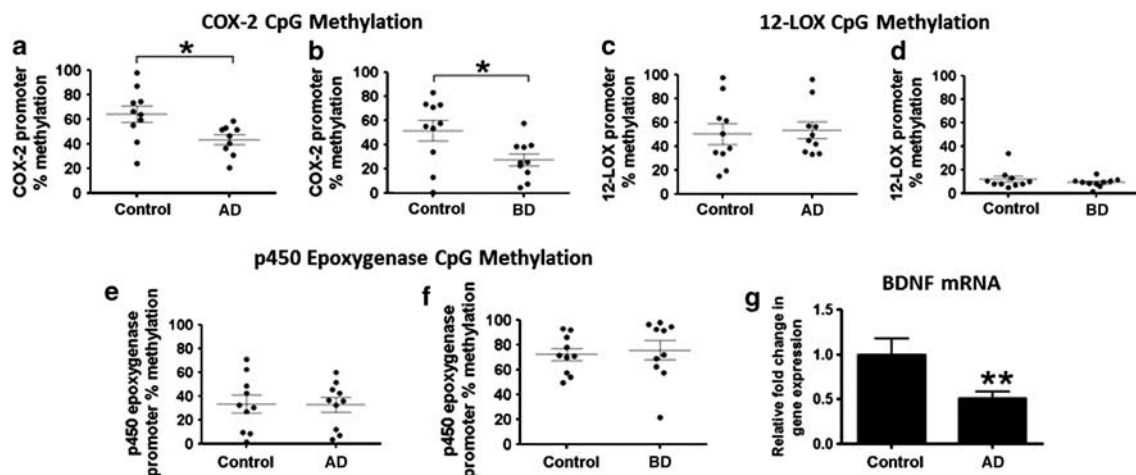 COX-2 CpG Methylation
12-LOX CpG Methylation
a
COX-2 promoter
% methylation
100
80
60
40
20
0
*
Control
AD
b
COX-2 promoter
% methylation
100
80
60
40
20
0
*
Control
BD
c
12-LOX promoter
% methylation
100
80
60
40
20
0
Control
AD
d
12-LOX promoter
% methylation
100
80
60
40
20
0
Control
BD
p450 Epoxygenase CpG Methylation
e
p450 epoxygenase
promoter % methylation
100
80
60
40
20
0
Control
AD
f
p450 epoxygenase
promoter % methylation
100
80
60
40
20
0
Control
BD
g
BDNF mRNA
Relative fold change in
gene expression
1.5
1.0
0.5
0.0
**
Control
AD